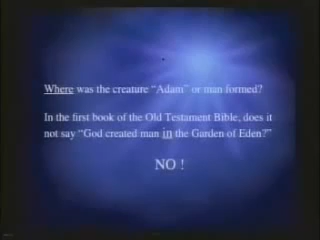 Where was the creature “Adam” or man formed?
In the first book of the Old Testament Bible, does it
not say “God created man in the Garden of Eden?”
NO !